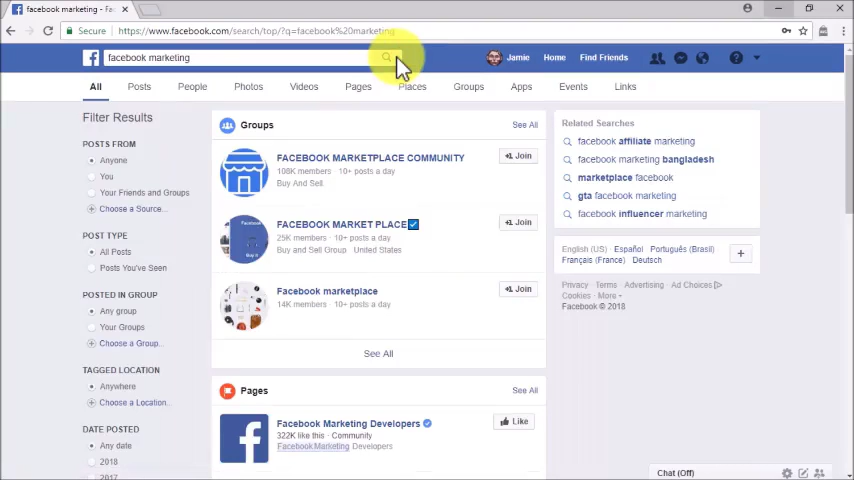 facebook marketing - Fac
Secure https://www.facebook.com/search/top/?q=facebook%20marketing
facebook marketing
Jamie Home Find Friends
All Posts People Photos Videos Pages Places Groups Apps Events Links
Filter Results
POSTS FROM
Anyone
You
Your Friends and Groups
Choose a Source...
POST TYPE
All Posts
Posts You've Seen
POSTED IN GROUP
Any group
Your Groups
Choose a Group...
TAGGED LOCATION
Anywhere
Choose a Location...
DATE POSTED
Any date
2018
2017
Groups See All
FACEBOOK MARKETPLACE COMMUNITY
108K members · 10+ posts a day
Buy And Sell
+1 Join
FACEBOOK MARKET PLACE
25K members · 10+ posts a day
Buy and Sell Group · United States
+1 Join
Facebook marketplace
14K members · 10+ posts a day
+1 Join
See All
Pages See All
Facebook Marketing Developers
322K like this · Community
Facebook Marketing Developers
Like
Related Searches
facebook affiliate marketing
facebook marketing bangladesh
marketplace facebook
gta facebook marketing
facebook influencer marketing
English (US) · Español · Português (Brasil) ·
Français (France) · Deutsch
Privacy · Terms · Advertising · Ad Choices
Cookies · More
Facebook © 2018
Chat (Off)